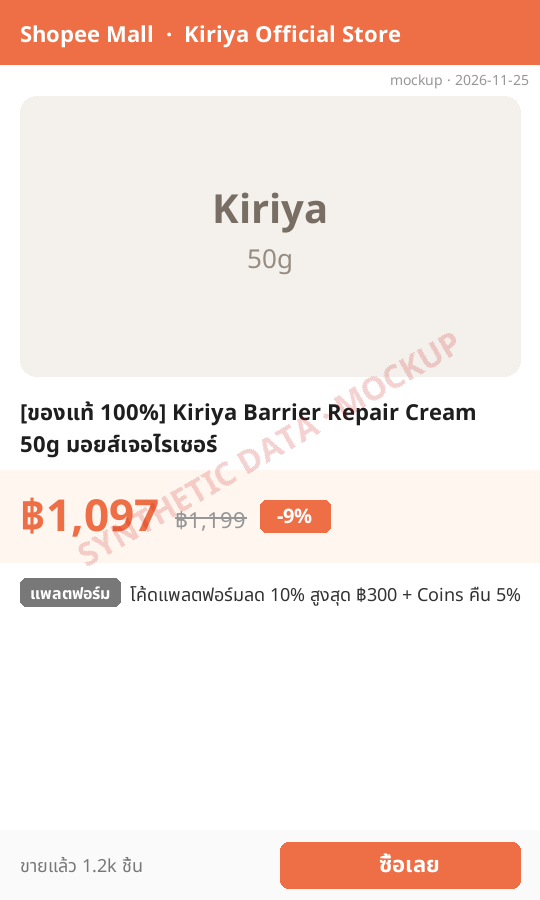 Shopee Mall · Kiriya Official Store
mockup · 2026-11-25
Kiriya
50g
[ของแท้ 100%] Kiriya Barrier Repair Cream
50g มอยส์เจอไรเซอร์
฿1,097 ฿1,199 -9%
แพลตฟอร์ม โค้ดแพลตฟอร์มลด 10% สูงสุด ฿300 + Coins คืน 5%
SYNTHETIC DATA · MOCKUP
ขายแล้ว 1.2k ชิ้น ซื้อเลย